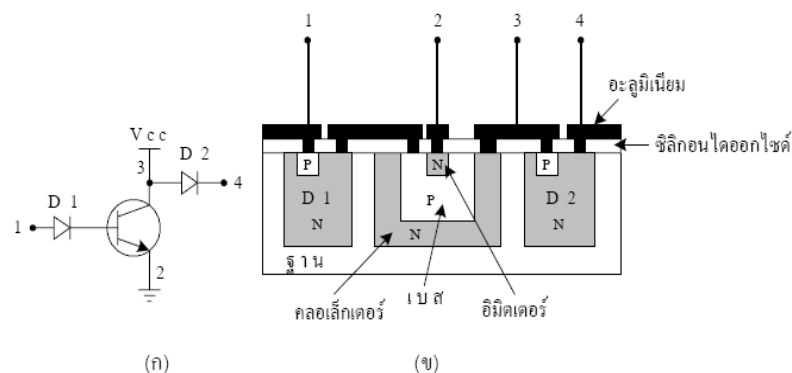 1 2 3 4
อะลูมิเนียม
ซิลิกอนไดออกไซด์
Vcc
D 2
3
4
D 1
1
2
P N P
D 1 P D 2
N N N
ฐาน
คลอเล็กเตอร์ เบส อิมิตเตอร์
(ก) (ข)